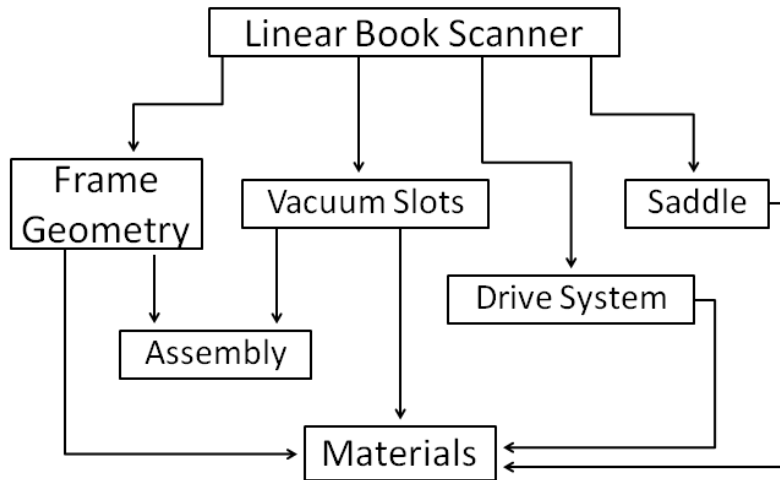 Linear Book Scanner
Frame
Geometry
Vacuum Slots
Saddle
Drive System
Assembly
Materials